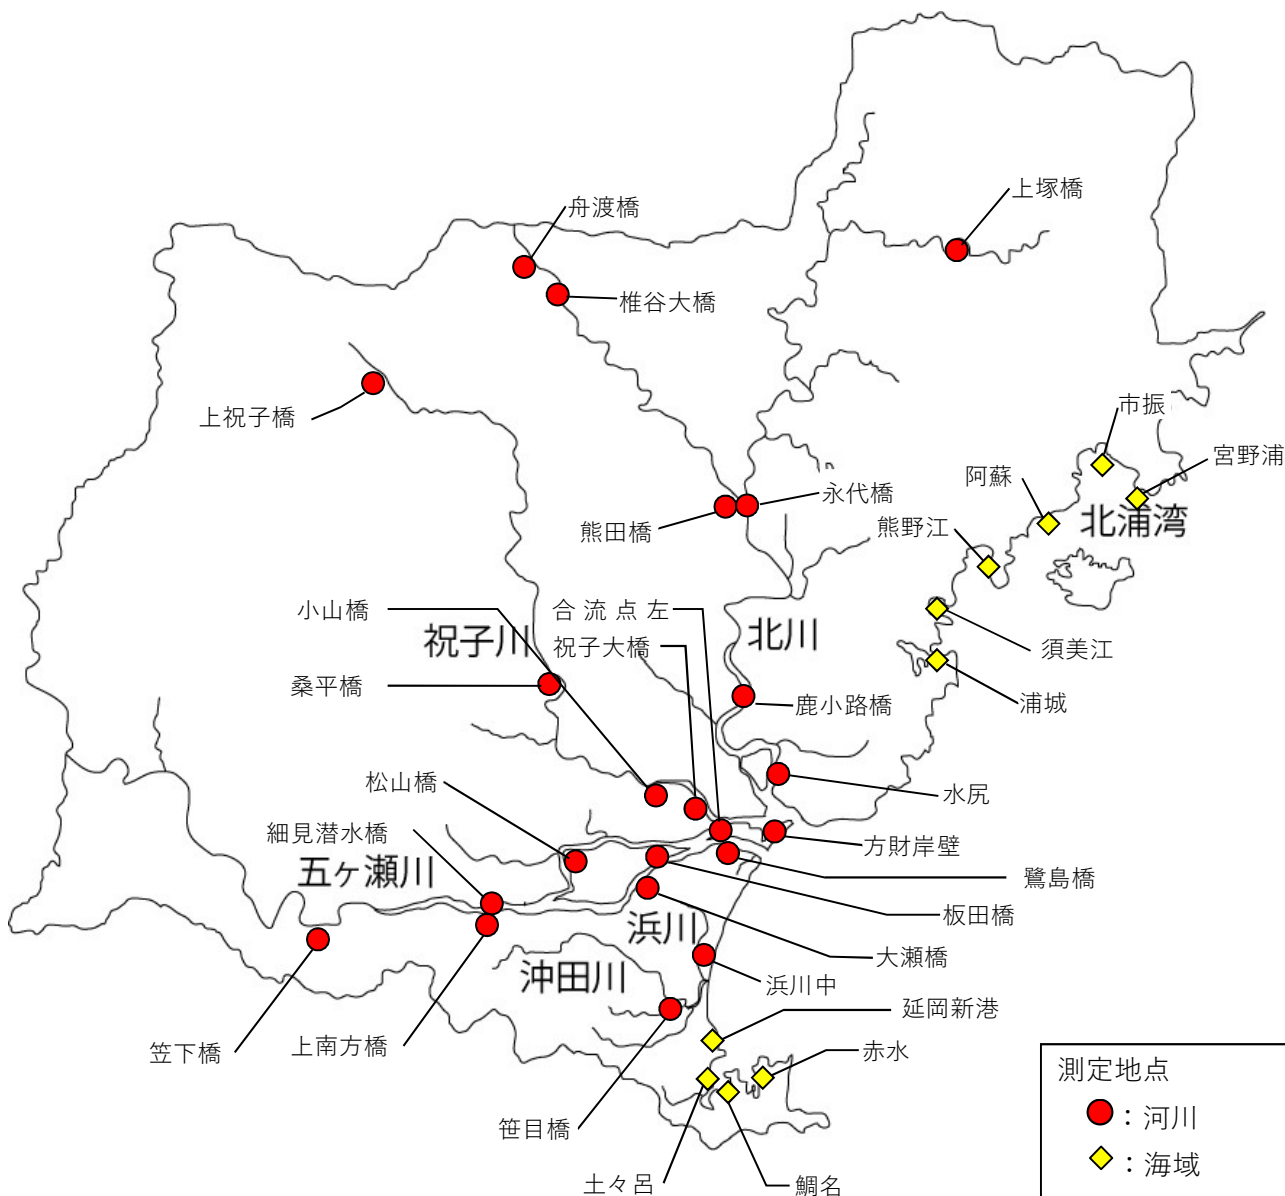 上塚橋
舟渡橋
椎谷大橋
上祝子橋
市振
宮野浦
阿蘇
永代橋
北浦湾
熊田橋
熊野江
小山橋
合流点左
祝子川
祝子大橋
北川
須美江
桑平橋
鹿小路橋
浦城
松山橋
水尻
細見潜水橋
方財岸壁
五ヶ瀬川
鷺島橋
板田橋
浜川
大瀬橋
沖田川
浜川中
延岡新港
笠下橋
上南方橋
赤水
測定地点
:河川
笹目橋
:海域
土々呂
鯛名